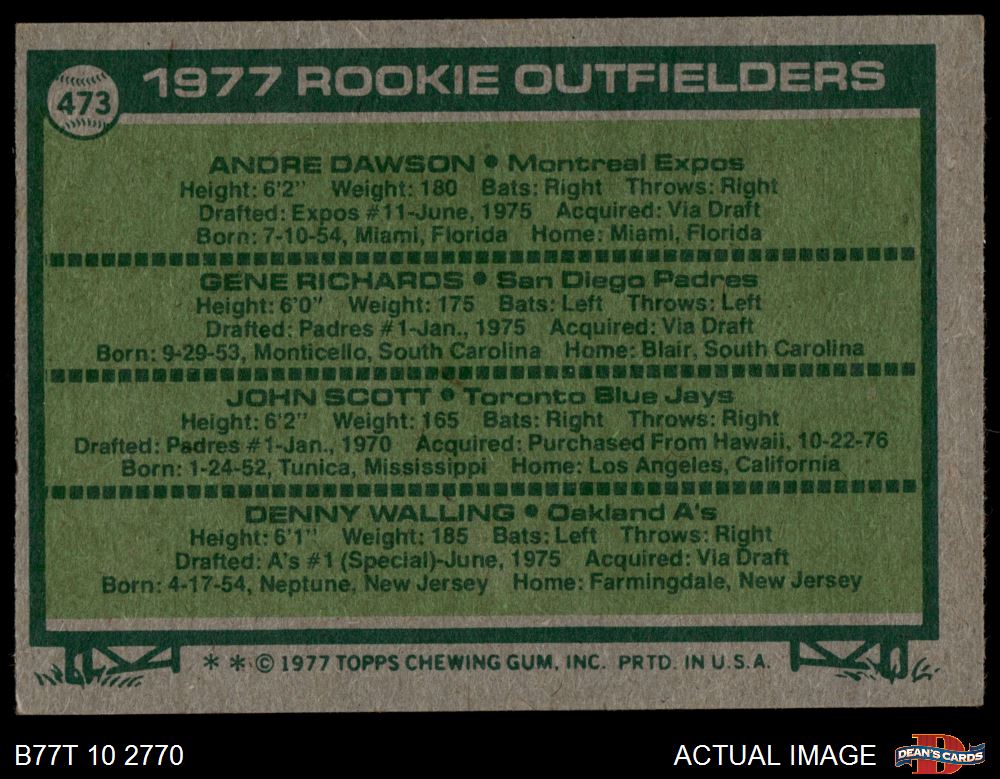 473
1977 ROOKIE OUTFIELDERS
ANDRE DAWSON • Montreal Expos
Height: 6'2" Weight: 180 Bats: Right Throws: Right
Drafted: Expos #11-June, 1975 Acquired: Via Draft
Born: 7-10-54, Miami, Florida Home: Miami, Florida
GENE RICHARDS • San Diego Padres
Height: 6'0" Weight: 175 Bats: Left Throws: Left
Drafted: Padres #1-Jan., 1975 Acquired: Via Draft
Born: 9-29-53, Monticello, South Carolina Home: Blair, South Carolina
JOHN SCOTT • Toronto Blue Jays
Height: 6'2" Weight: 165 Bats: Right Throws: Right
Drafted: Padres #1-Jan., 1970 Acquired: Purchased From Hawaii, 10-22-76
Born: 1-24-52, Tunica, Mississippi Home: Los Angeles, California
DENNY WALLING • Oakland A's
Height: 6'1" Weight: 185 Bats: Left Throws: Right
Drafted: A's #1 (Special)-June, 1975 Acquired: Via Draft
Born: 4-17-54, Neptune, New Jersey Home: Farmingdale, New Jersey
* * © 1977 TOPPS CHEWING GUM, INC. PRTD. IN U.S.A.
B77T 10 2770
ACTUAL IMAGE
D
DEAN'S CARDS